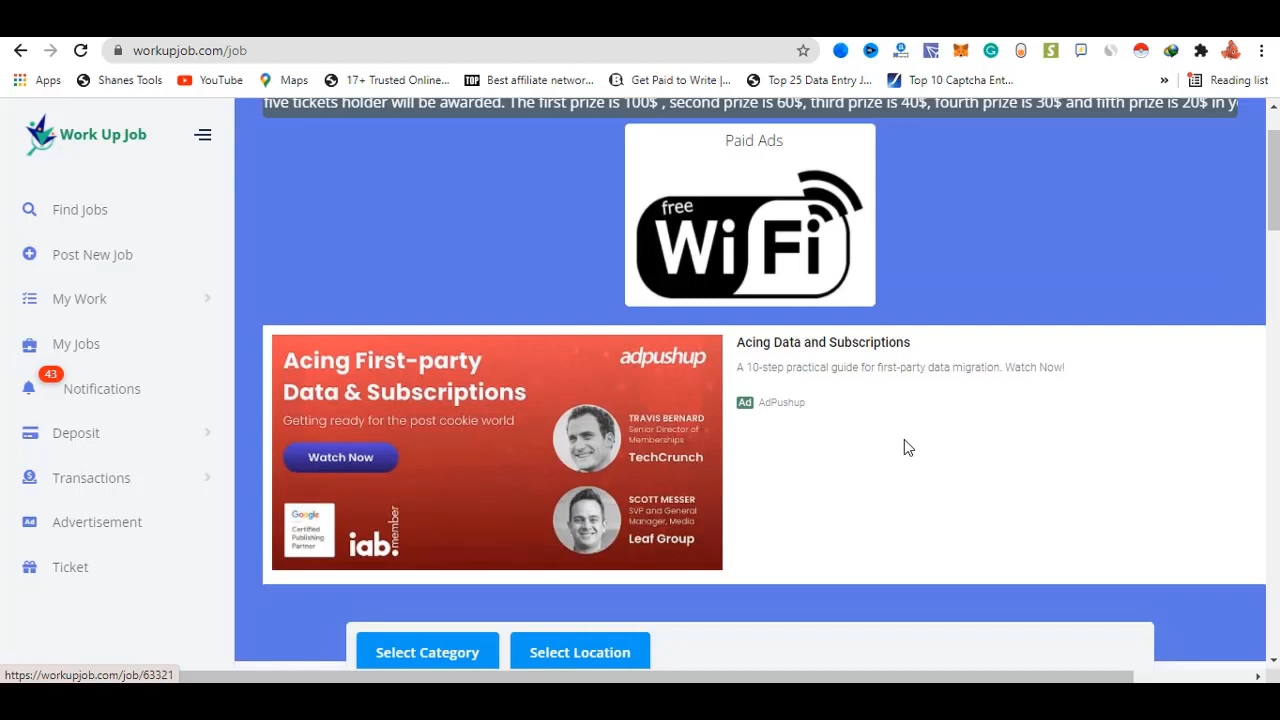 workupjob.com/job
Apps Shanes Tools YouTube Maps 17+ Trusted Onlin... Best affiliate networ... Get Paid to Write |... Top 25 Data Entry J... Top 10 Captcha Ent... » Reading list
five tickets holder will be awarded. The first prize is 100$ , second prize is 60$, third prize is 40$, fourth prize is 30$ and fifth prize is 20$ in y
Work Up Job
Find Jobs
Post New Job
My Work
My Jobs
43
Notifications
Deposit
Transactions
Advertisement
Ticket
Paid Ads
free
WiFi
Acing First-party
Data & Subscriptions
adpushup
Getting ready for the post cookie world
Watch Now
TRAVIS BERNARD
Senior Director of
Memberships
TechCrunch
SCOTT MESSER
SVP and General
Manager, Media
Leaf Group
Google
Certified
Publishing
Partner
iab.
member
Acing Data and Subscriptions
A 10-step practical guide for first-party data migration. Watch Now!
Ad AdPushup
Select Category Select Location
https://workupjob.com/job/63321